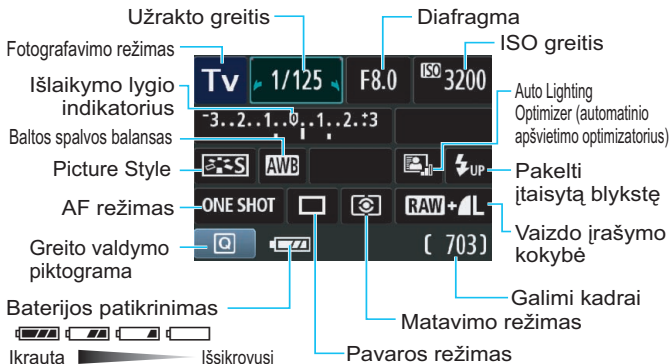 Užrakto greitis
Diafragma
Fotografavimo režimas
ISO greitis
Tv 1/125 F8.0 ISO 3200
Išlaikymo lygio
indikatorius
-3..2..1..0..1..2.+3
Auto Lighting
Optimizer (automatinio
apšvietimo optimizatorius)
Baltos spalvos balansas
Picture Style
S AWB UP
Pakelti
įtaisytą blykstę
AF režimas
ONE SHOT RAW+L
Vaizdo įrašymo
kokybė
Greito valdymo
piktograma
Q [ 703]
Galimi kadrai
Baterijos patikrinimas
Matavimo režimas
Ikrauta Išsikrovusi
Pavaros režimas